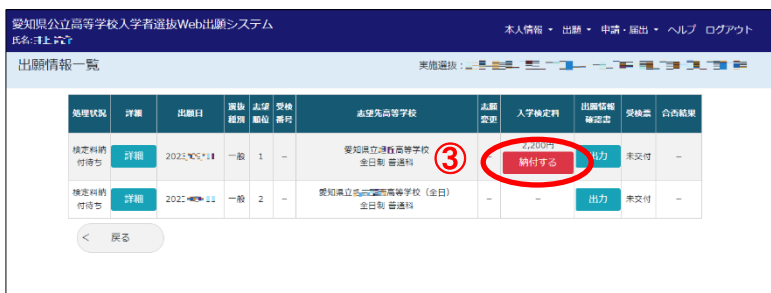 愛知県公立高等学校入学者選抜Web出願システム
氏名:
本人情報 出願 申請・届出 ヘルプ ログアウト
出願情報一覧
実施選抜:
処理状況 詳細 出願日 選抜種別 志望順位 受検番号 志望先高等学校 志願変更 入学検定料 出願情報確認書 受検票 合否結果
検定料納付待ち 詳細 一般 1 － 愛知県立 高等学校 － 2,200円 出力 未交付 －
全日制 普通科 ③ 納付する
検定料納付待ち 詳細 一般 2 － 愛知県立 高等学校（全日） － － 出力 未交付 －
全日制 普通科
< 戻る